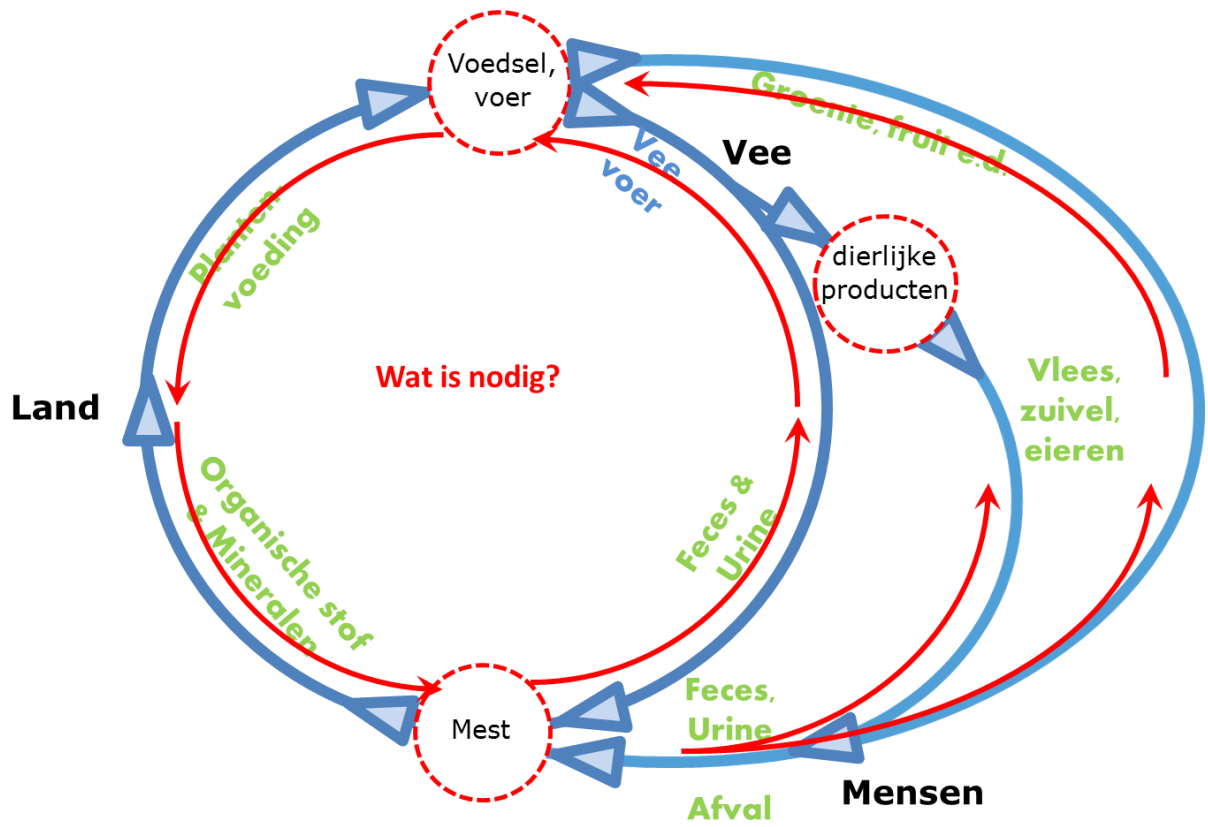 Voedsel,
voer
Groente, fruit e.d.
Vee
Vee
voer
Planten-
voeding
dierlijke
producten
Wat is nodig?
Land
Vlees,
zuivel,
eieren
Organische stof
& Mineralen
Feces &
Urine
Feces,
Urine
Mest
Mensen
Afval